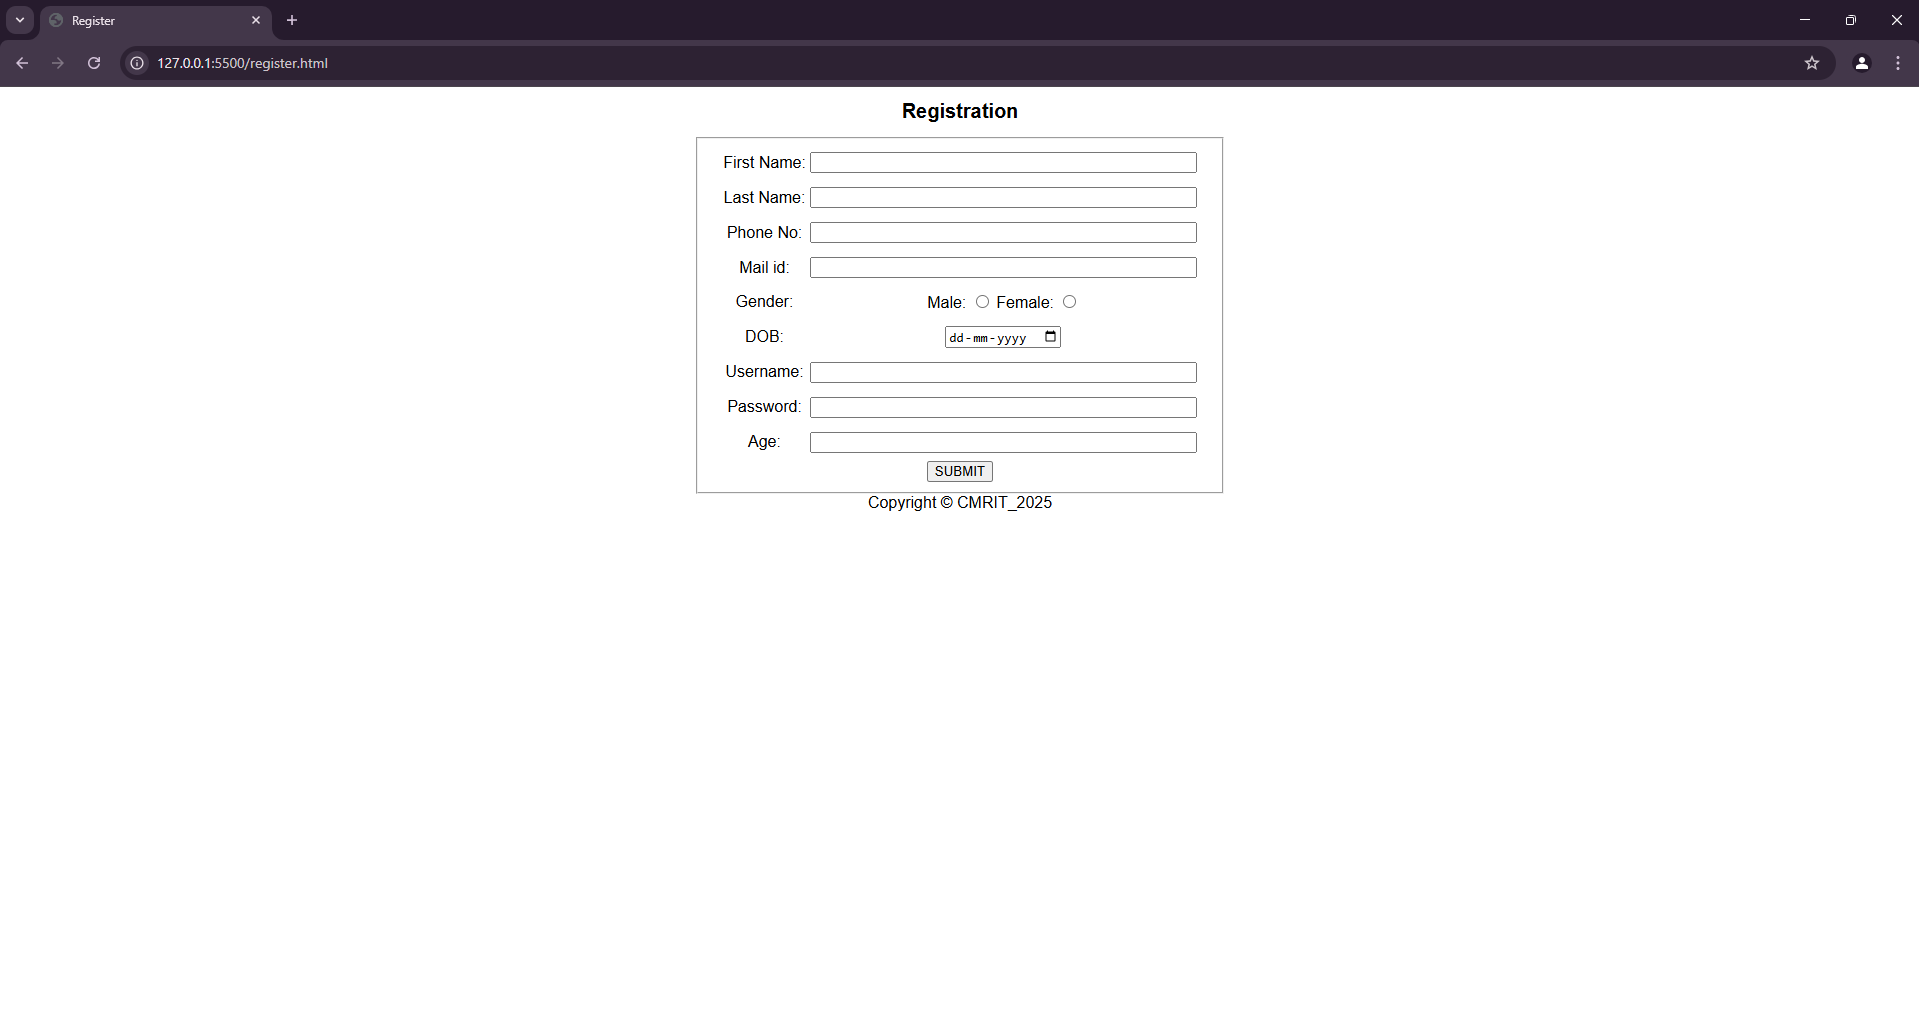 Register
127.0.0.1:5500/register.html
Registration
First Name:
Last Name:
Phone No:
Mail id:
Gender: Male: Female:
DOB: dd-mm-yyyy
Username:
Password:
Age:
SUBMIT
Copyright © CMRIT_2025